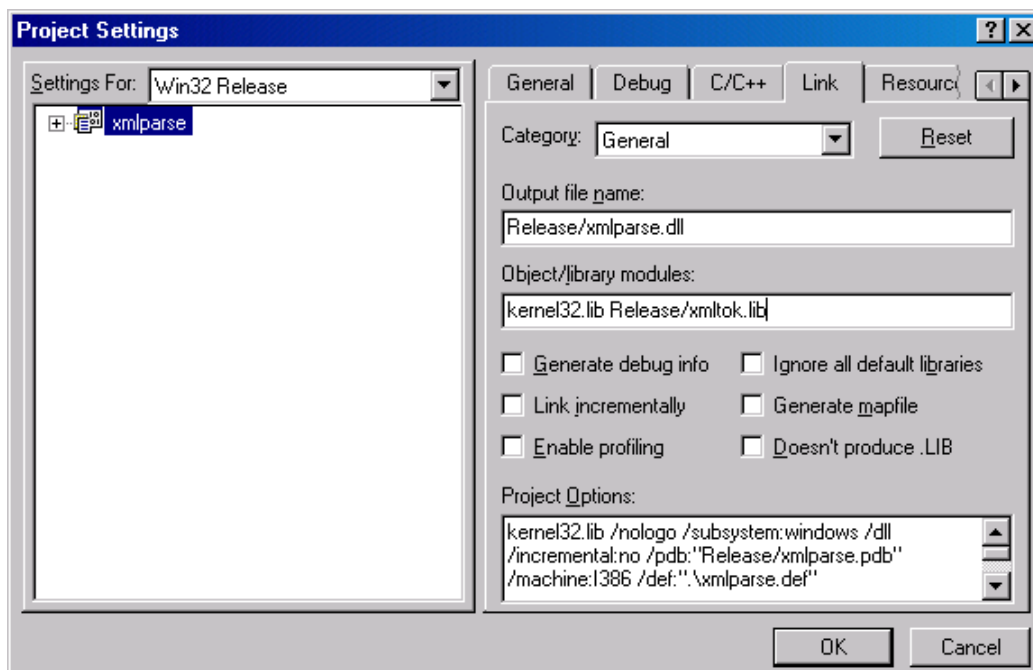 Project Settings
Settings For: Win32 Release
xmlparse
General Debug C/C++ Link Resourc
Category: General Reset
Output file name:
Release/xmlparse.dll
Object/library modules:
kernel32.lib Release/xmltok.lib
Generate debug info Ignore all default libraries
Link incrementally Generate mapfile
Enable profiling Doesn't produce .LIB
Project Options:
kernel32.lib /nologo /subsystem:windows /dll
/incremental:no /pdb:"Release/xmlparse.pdb"
/machine:I386 /def:".\xmlparse.def"
OK Cancel